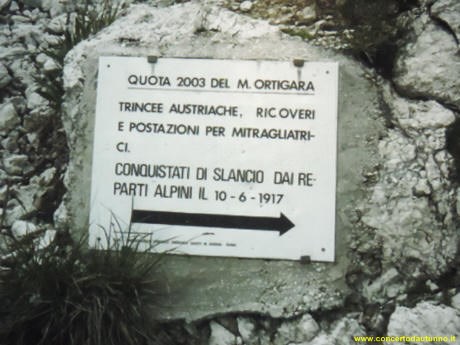 QUOTA 2003 DEL M. ORTIGARA
TRINCEE AUSTRIACHE, RICOVERI
E POSTAZIONI PER MITRAGLIATRI-
CI.
CONQUISTATI DI SLANCIO DAI RE-
PARTI ALPINI IL 10-6-1917
www.concertodautunno.it